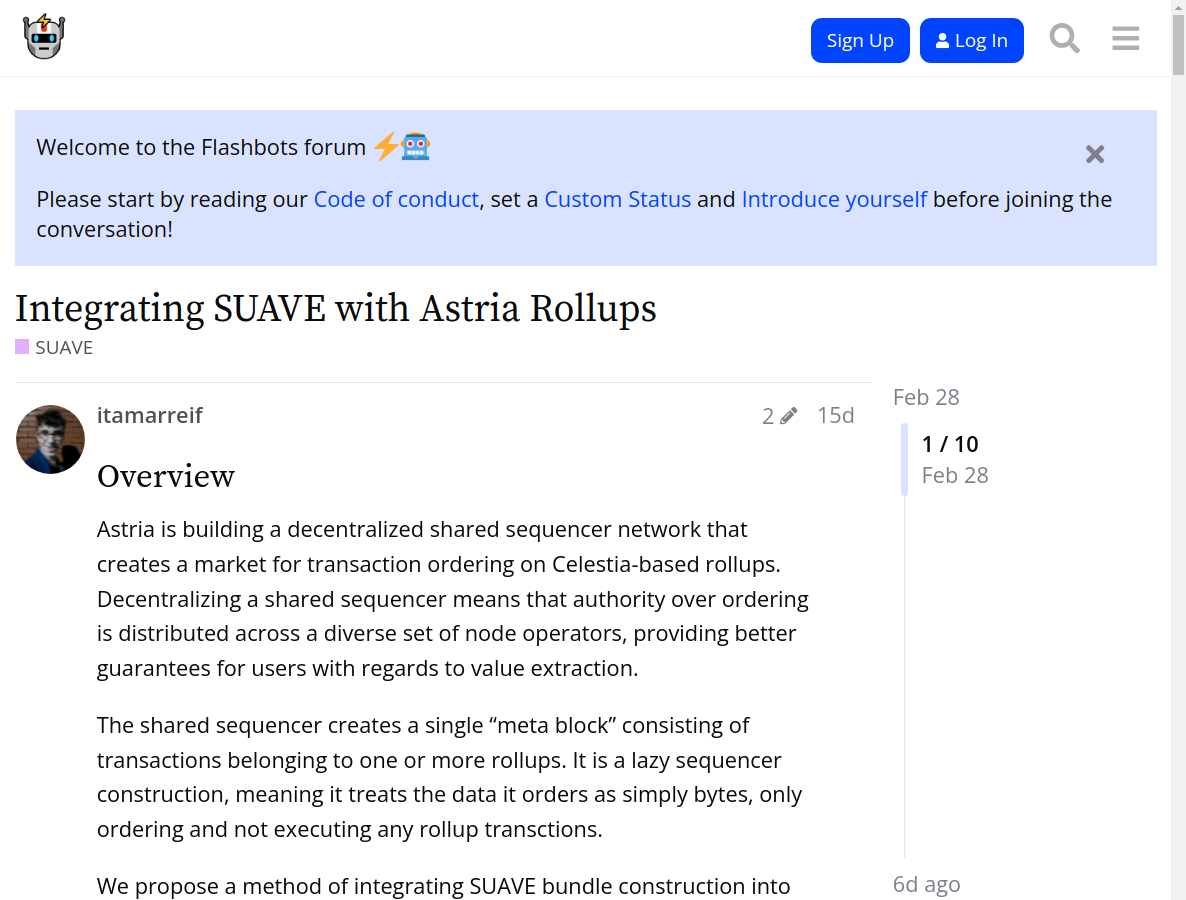 Sign Up
Log In
Welcome to the Flashbots forum
Please start by reading our Code of conduct, set a Custom Status and Introduce yourself before joining the
conversation!
Integrating SUAVE with Astria Rollups
SUAVE
itamarreif
2
15d
Overview
Astria is building a decentralized shared sequencer network that
creates a market for transaction ordering on Celestia-based rollups.
Decentralizing a shared sequencer means that authority over ordering
is distributed across a diverse set of node operators, providing better
guarantees for users with regards to value extraction.
The shared sequencer creates a single “meta block” consisting of
transactions belonging to one or more rollups. It is a lazy sequencer
construction, meaning it treats the data it orders as simply bytes, only
ordering and not executing any rollup transctions.
We propose a method of integrating SUAVE bundle construction into
Feb 28
1 / 10
Feb 28
6d ago